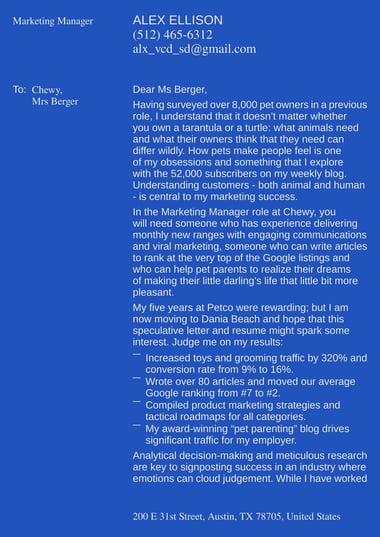 Marketing Manager
ALEX ELLISON
(512) 465-6312
alx_vcd_sd@gmail.com
To: Chewy,
Mrs Berger
Dear Ms Berger,
Having surveyed over 8,000 pet owners in a previous
role, I understand that it doesn't matter whether
you own a tarantula or a turtle: what animals need
and what their owners think that they need can
differ wildly. How pets make people feel is one
of my obsessions and something that I explore
with the 52,000 subscribers on my weekly blog.
Understanding customers - both animal and human
- is central to my marketing success.
In the Marketing Manager role at Chewy, you
will need someone who has experience delivering
monthly new ranges with engaging communications
and viral marketing, someone who can write articles
to rank at the very top of the Google listings and
who can help pet parents to realize their dreams
of making their little darling's life that little bit more
pleasant.
My five years at Petco were rewarding; but I am
now moving to Dania Beach and hope that this
speculative letter and resume might spark some
interest. Judge me on my results:
— Increased toys and grooming traffic by 320% and
conversion rate from 9% to 16%.
— Wrote over 80 articles and moved our average
Google ranking from #7 to #2.
— Compiled product marketing strategies and
tactical roadmaps for all categories.
— My award-winning “pet parenting” blog drives
significant traffic for my employer.
Analytical decision-making and meticulous research
are key to signposting success in an industry where
emotions can cloud judgement. While I have worked
200 E 31st Street, Austin, TX 78705, United States